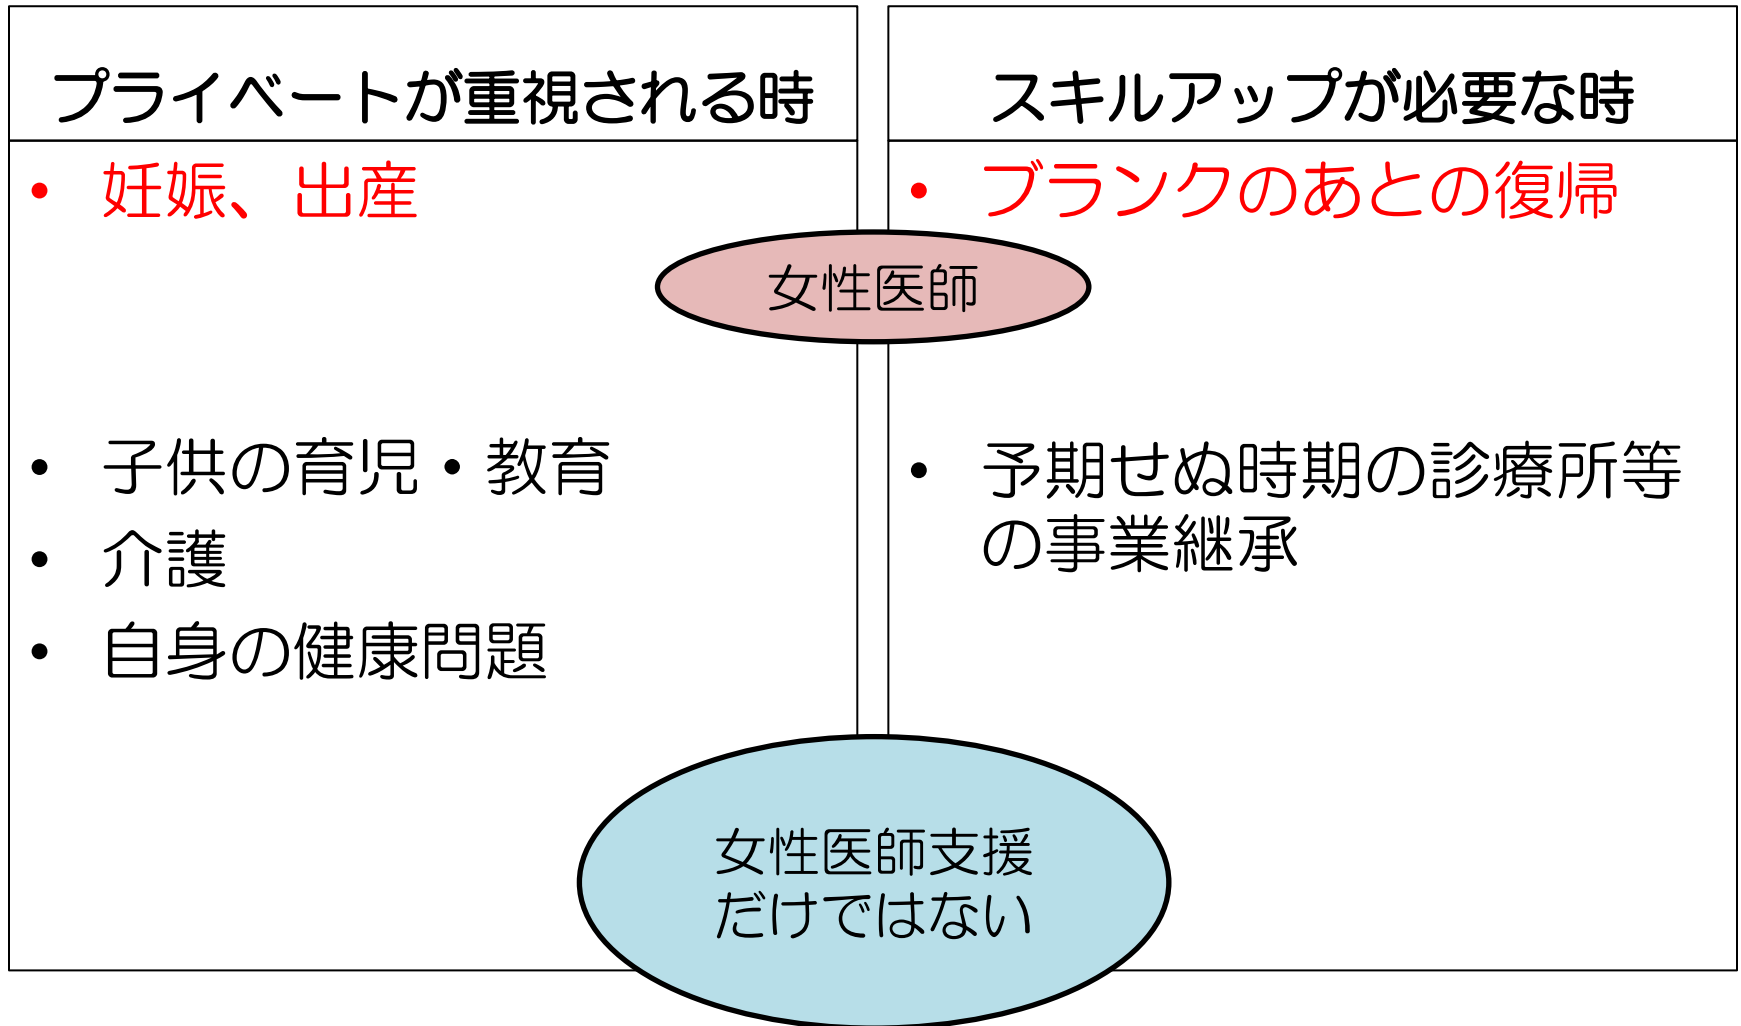 プライベートが重視される時
• 妊娠、出産
• 子供の育児・教育
• 介護
• 自身の健康問題
スキルアップが必要な時
• ブランクのあとの復帰
• 予期せぬ時期の診療所等
の事業継承
女性医師
女性医師支援
だけではない